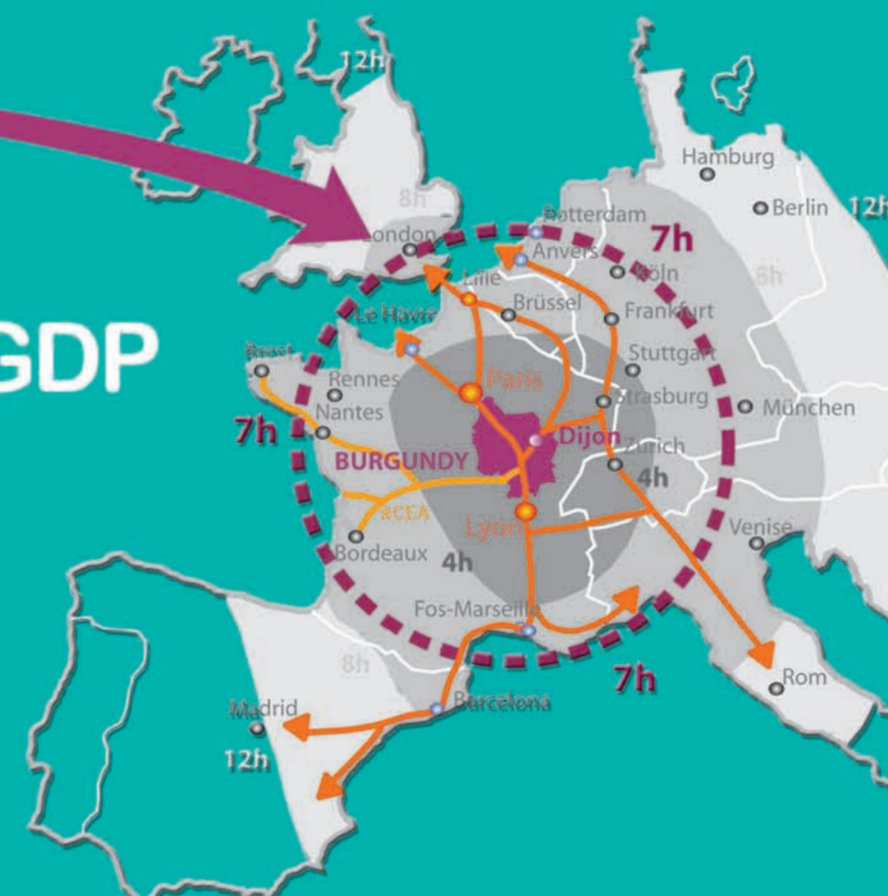 12h
Hamburg
8h
Berlin
12h
Rotterdam
London
7h
Anvers
Köln
8h
Lille
Brüssel
Le Havre
Frankfurt
GDP
Brest
Stuttgart
Rennes
Paris
Strasburg
Nantes
München
7h
Dijon
Zurich
BURGUNDY
4h
RCEA
Lyon
Venise
Bordeaux
4h
Fos-Marseille
8h
7h
Rom
Madrid
Barcelona
12h